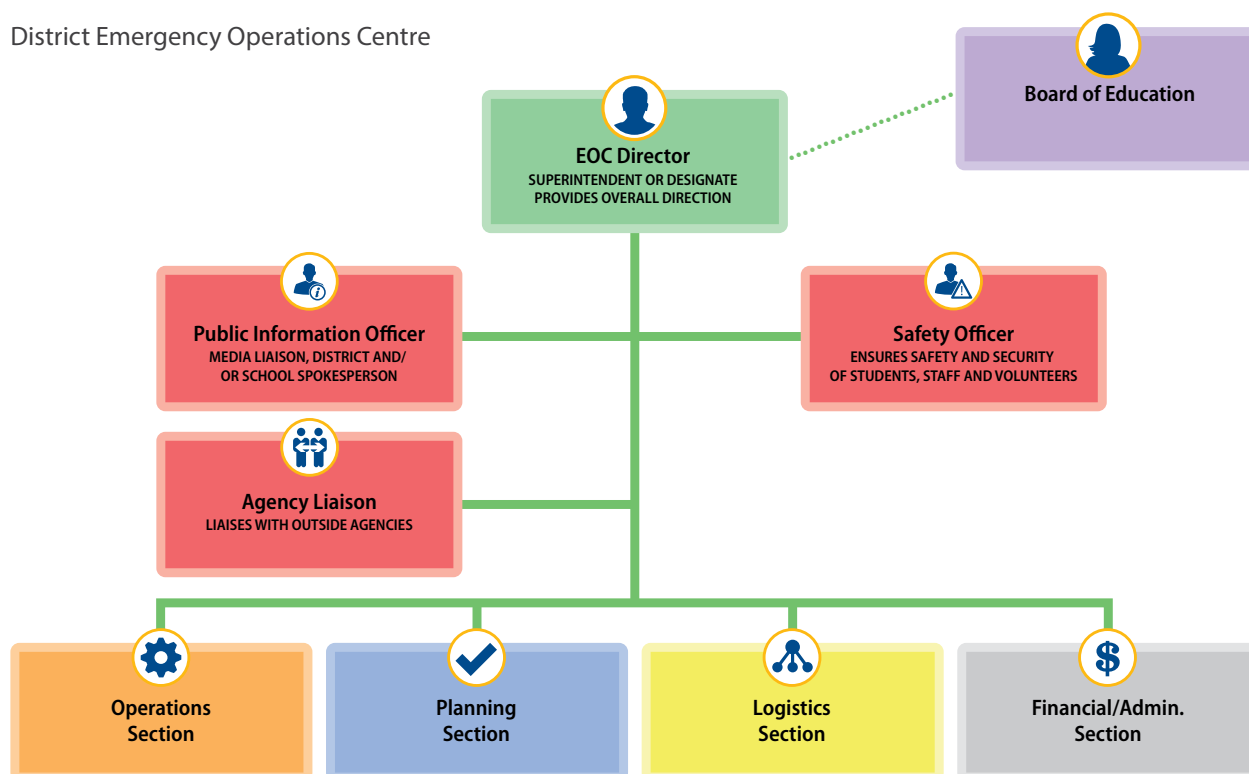 District Emergency Operations Centre
Board of Education
EOC Director
SUPERINTENDENT OR DESIGNATE
PROVIDES OVERALL DIRECTION
Public Information Officer
MEDIA LIAISON, DISTRICT AND/
OR SCHOOL SPOKESPERSON
Safety Officer
ENSURES SAFETY AND SECURITY
OF STUDENTS, STAFF AND VOLUNTEERS
Agency Liaison
LIAISES WITH OUTSIDE AGENCIES
Operations
Section
Planning
Section
Logistics
Section
$
Financial/Admin.
Section